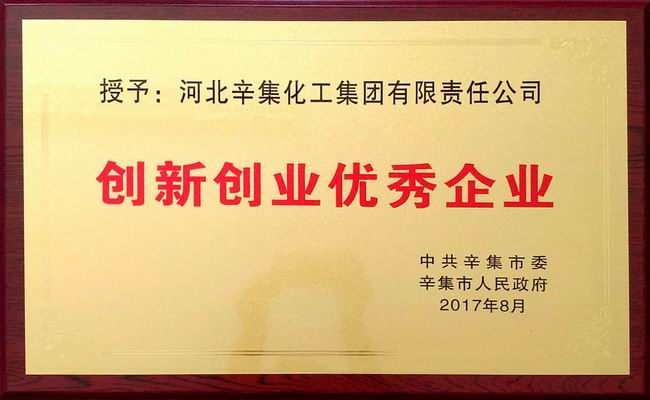 授予：河北辛集化工集团有限责任公司
创新创业优秀企业
中共辛集市委
辛集市人民政府
2017年8月